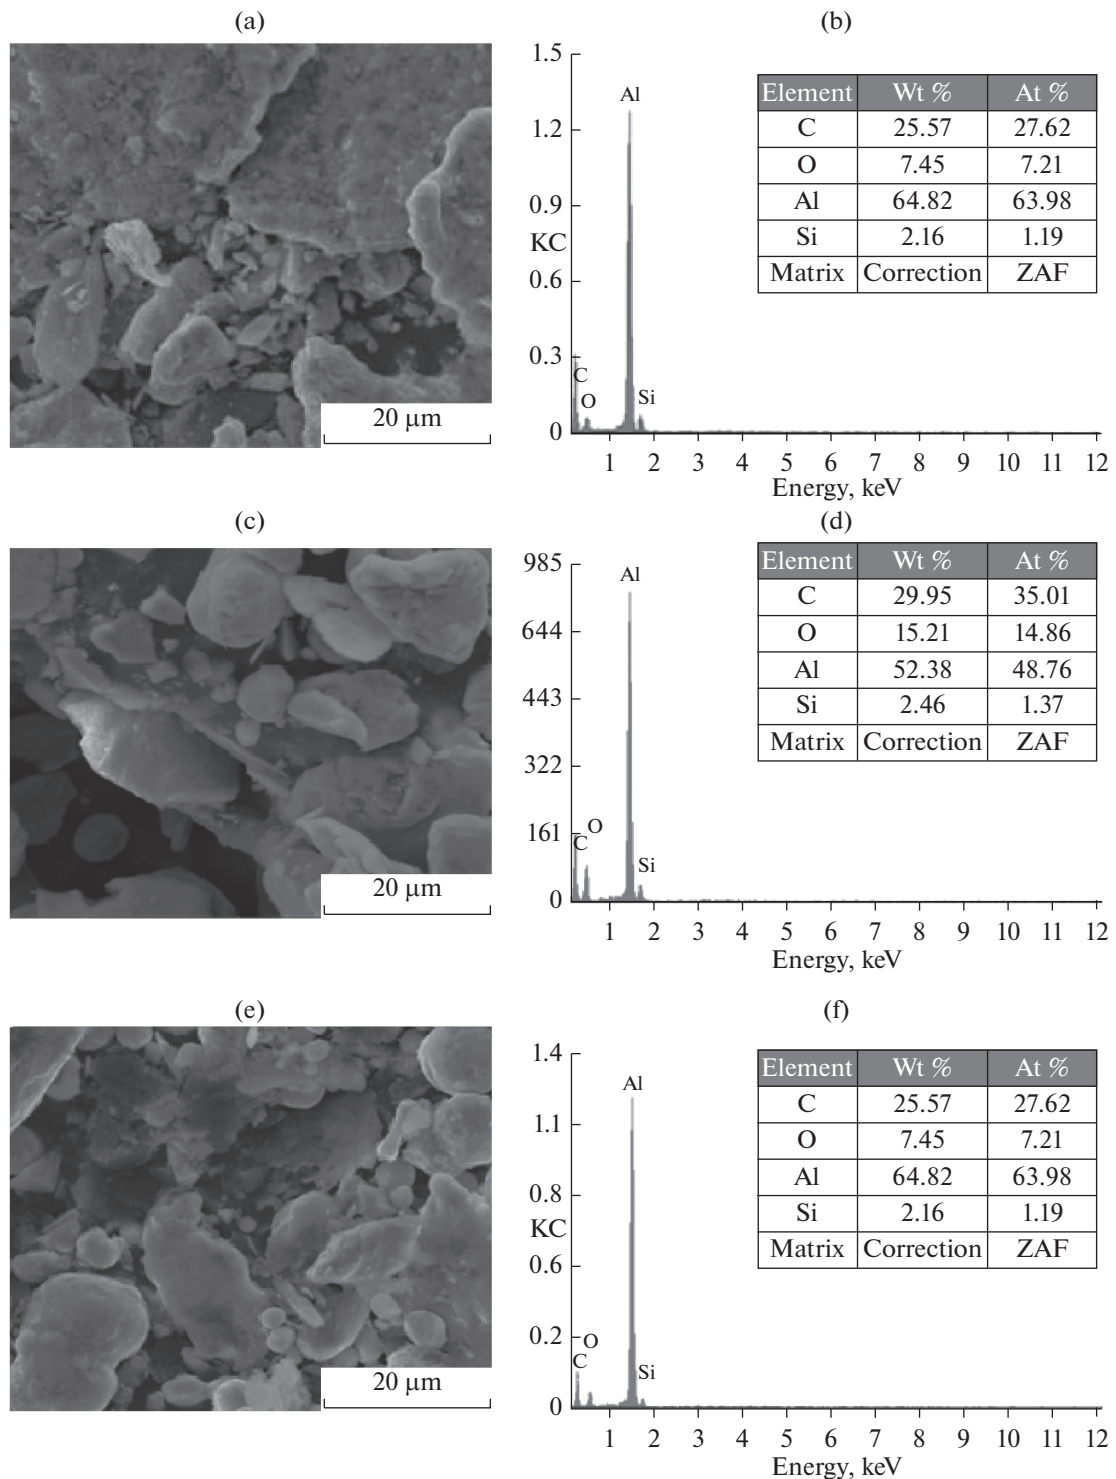 (a)
20 μm
(b)
1.5
1.2
0.9
KC
0.6
0.3
0
Al
C
O
Si
1 2 3 4 5 6 7 8 9 10 11 12
Energy, keV
Element Wt % At %
C 25.57 27.62
O 7.45 7.21
Al 64.82 63.98
Si 2.16 1.19
Matrix Correction ZAF
(c)
20 μm
(d)
985
644
443
322
161
0
Al
O
C
Si
1 2 3 4 5 6 7 8 9 10 11 12
Energy, keV
Element Wt % At %
C 29.95 35.01
O 15.21 14.86
Al 52.38 48.76
Si 2.46 1.37
Matrix Correction ZAF
(e)
20 μm
(f)
1.4
1.1
0.8
KC
0.6
0.2
0
Al
O
C
Si
1 2 3 4 5 6 7 8 9 10 11 12
Energy, keV
Element Wt % At %
C 25.57 27.62
O 7.45 7.21
Al 64.82 63.98
Si 2.16 1.19
Matrix Correction ZAF